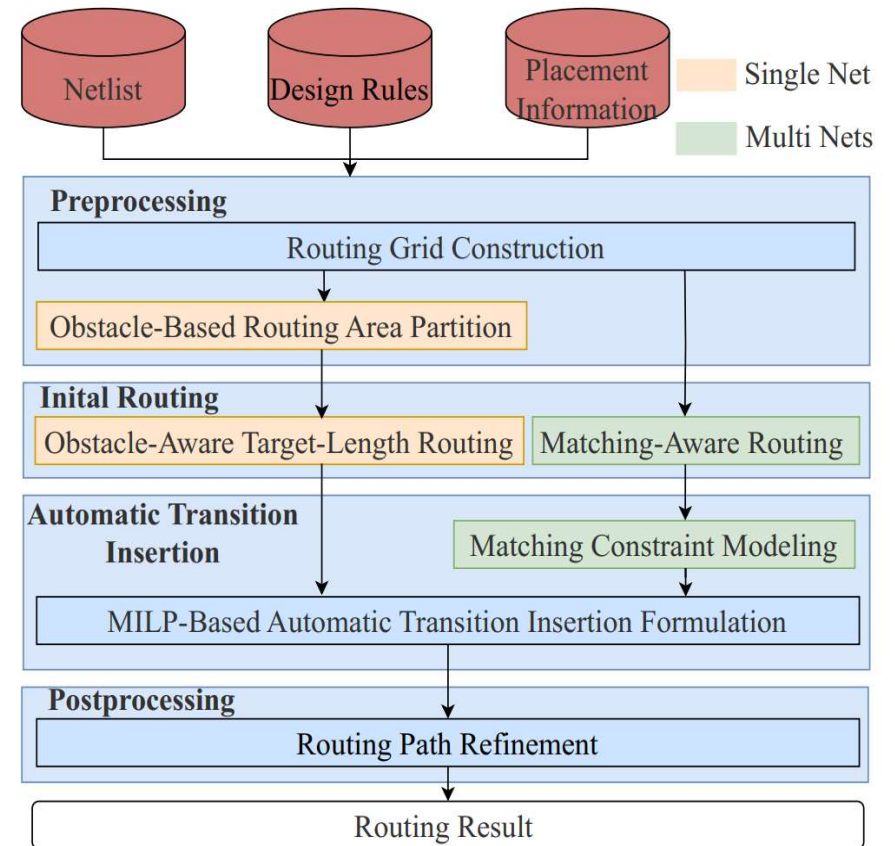 Netlist
Design Rules
Placement
Information
Single Net
Multi Nets
Preprocessing
Routing Grid Construction
Obstacle-Based Routing Area Partition
Inital Routing
Obstacle-Aware Target-Length Routing
Matching-Aware Routing
Automatic Transition
Insertion
Matching Constraint Modeling
MILP-Based Automatic Transition Insertion Formulation
Postprocessing
Routing Path Refinement
Routing Result